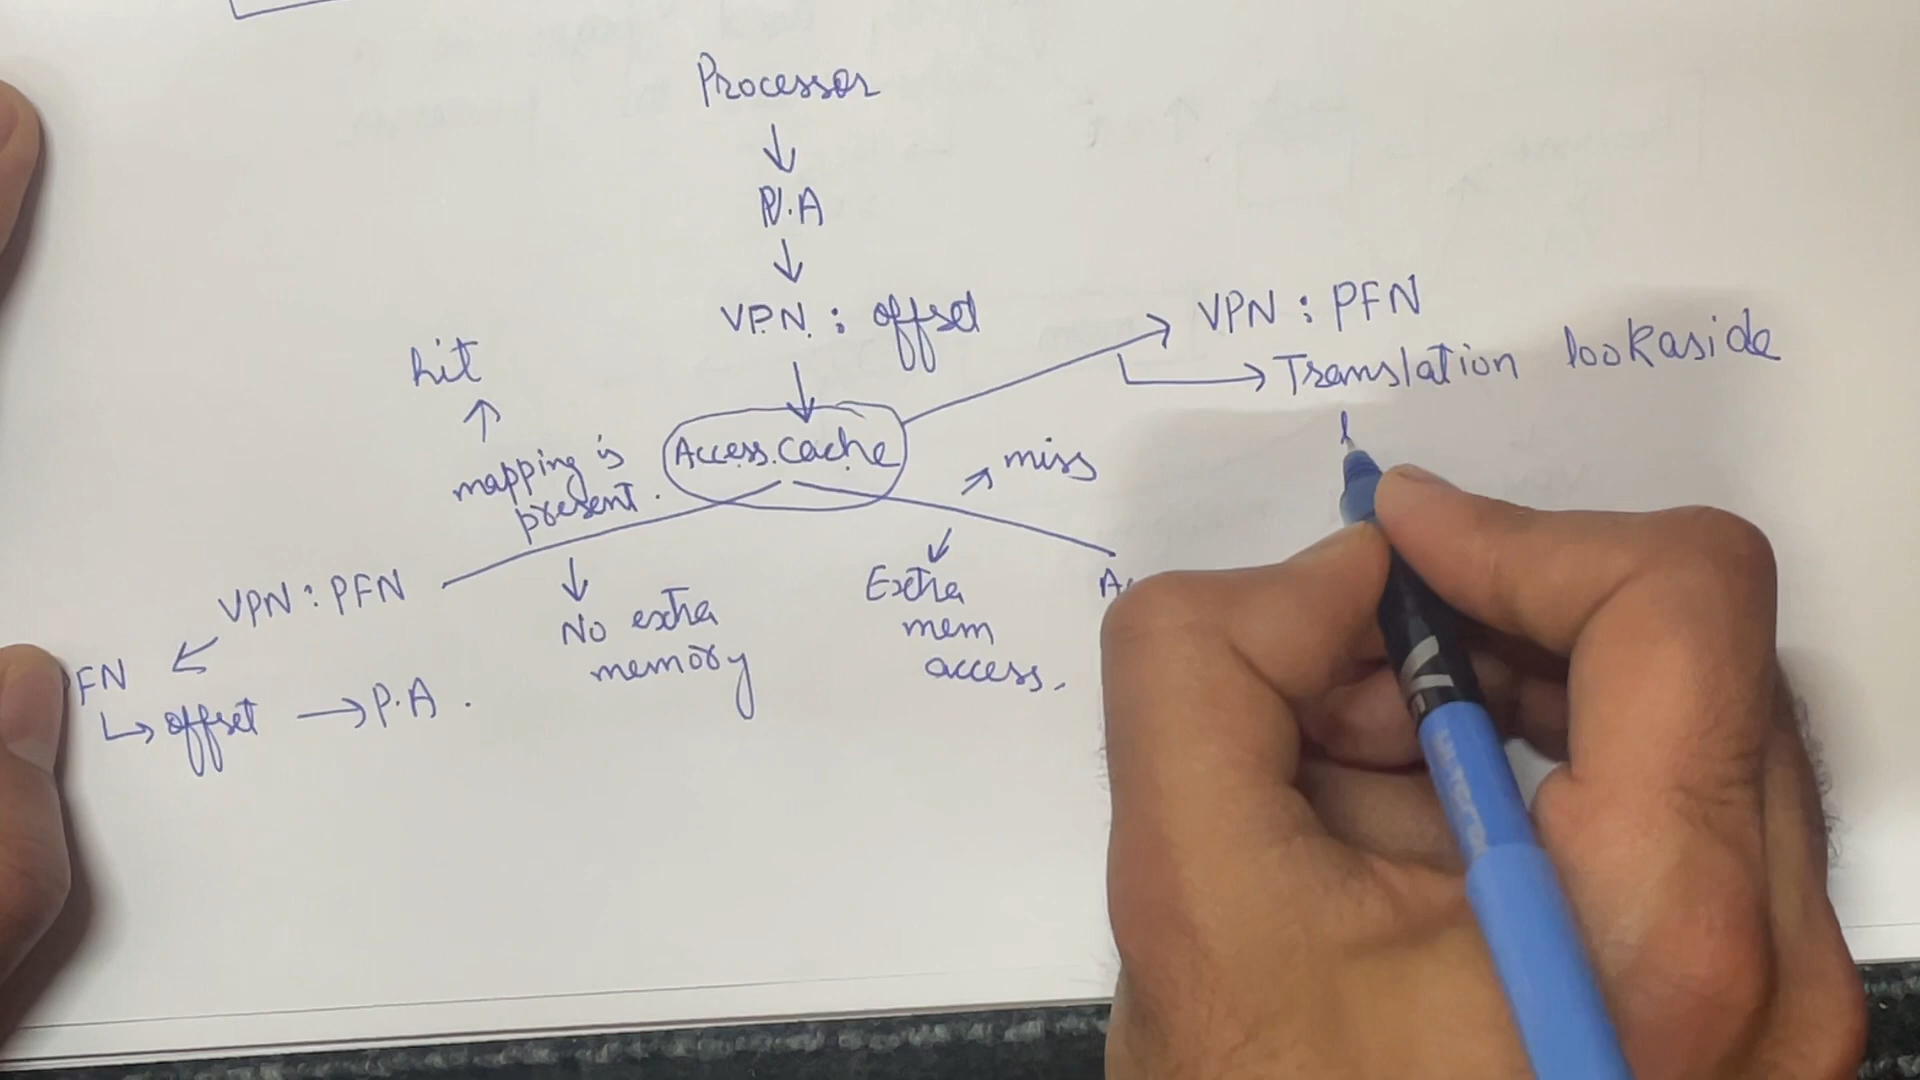 Processor
V.A
VPN : offset
VPN : PFN
Translation lookaside
hit
Access Cache
miss
mapping is
present.
VPN : PFN
No extra
memory
Extra
mem
access.
FN
offset → P.A.